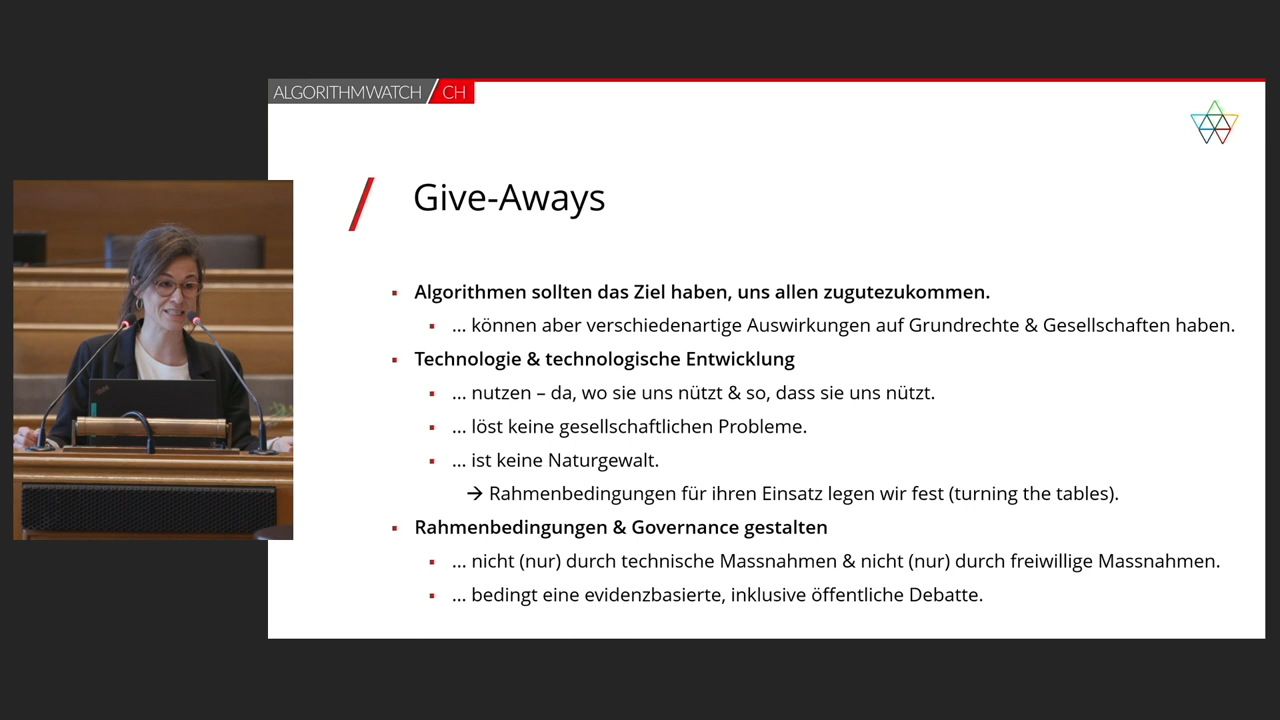 ALGORITHMWATCH / CH
Give-Aways
Algorithmen sollten das Ziel haben, uns allen zugutezukommen.
... können aber verschiedenartige Auswirkungen auf Grundrechte & Gesellschaften haben.
Technologie & technologische Entwicklung
... nutzen – da, wo sie uns nützt & so, dass sie uns nützt.
... löst keine gesellschaftlichen Probleme.
... ist keine Naturgewalt.
→ Rahmenbedingungen für ihren Einsatz legen wir fest (turning the tables).
Rahmenbedingungen & Governance gestalten
... nicht (nur) durch technische Massnahmen & nicht (nur) durch freiwillige Massnahmen.
... bedingt eine evidenzbasierte, inklusive öffentliche Debatte.